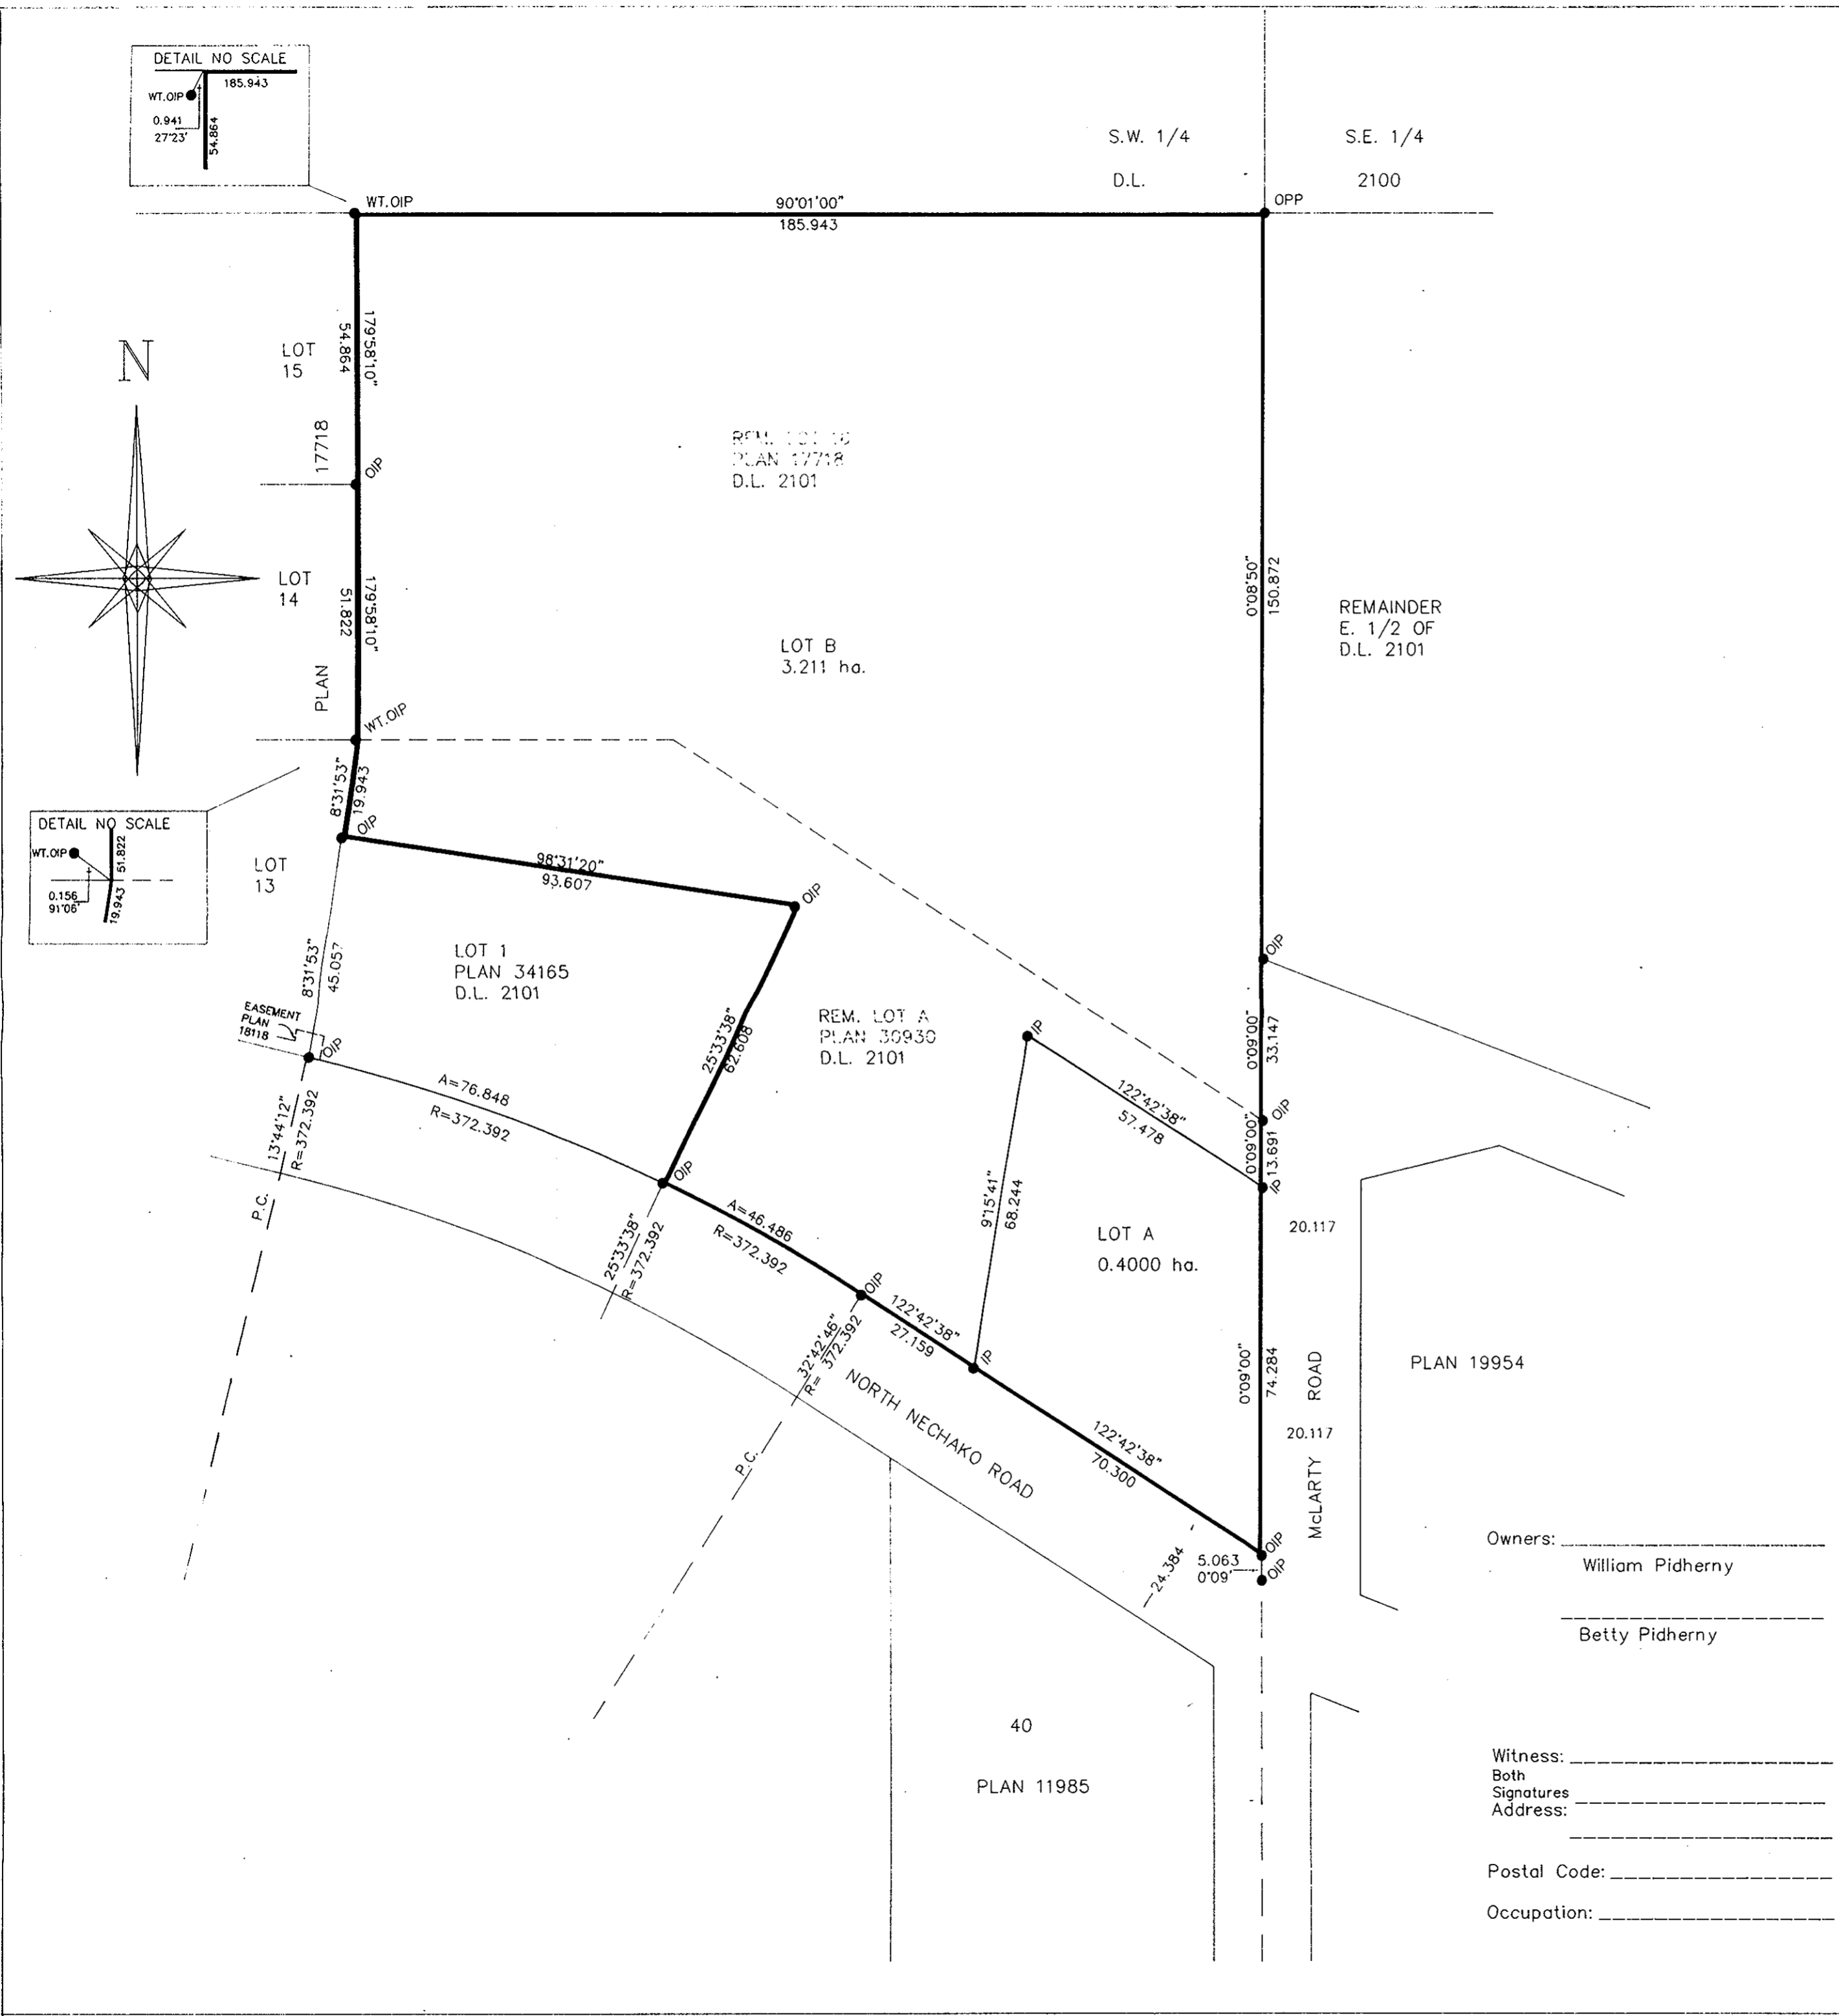 DETAIL NO SCALE
185.943
WT.OIP
0.941
27°23'
54.864
S.W. 1/4
S.E. 1/4
D.L.
2100
WT.OIP
90°01'00"
185.943
OPP
N
LOT
15
179°58'10"
54.864
17718
OIP
PLAN 17718
D.L. 2101
LOT
14
179°58'10"
51.822
PLAN
WT.OIP
LOT B
3.211 ha.
0°08'50"
150.872
REMAINDER
E. 1/2 OF
D.L. 2101
DETAIL NO SCALE
WT.OIP
51.822
0.156
91°06'
19.943
8°31'53"
19.943
OIP
LOT
13
98°31'20"
93.607
OIP
LOT 1
PLAN 34165
D.L. 2101
8°31'53"
45.057
EASEMENT
PLAN
18118
OIP
25°33'38"
62.608
REM. LOT A
PLAN 30930
D.L. 2101
IP
OIP
0°09'00"
33.147
122°42'38"
57.478
OIP
0°09'00"
13.691
IP
A=76.848
R=372.392
13°44'12"
R=372.392
P.C.
OIP
25°33'38"
R=372.392
A=46.486
R=372.392
OIP
9°15'41"
68.244
LOT A
0.4000 ha.
20.117
32°42'46"
R=372.392
P.C.
122°42'38"
27.159
IP
NORTH NECHAKO ROAD
122°42'38"
70.300
0°09'00"
74.284
McLARTY ROAD
20.117
PLAN 19954
24.384
5.063
0°09'
OIP
OIP
40
PLAN 11985
Owners:
William Pidherny
Betty Pidherny
Witness:
Both
Signatures
Address:
Postal Code:
Occupation: